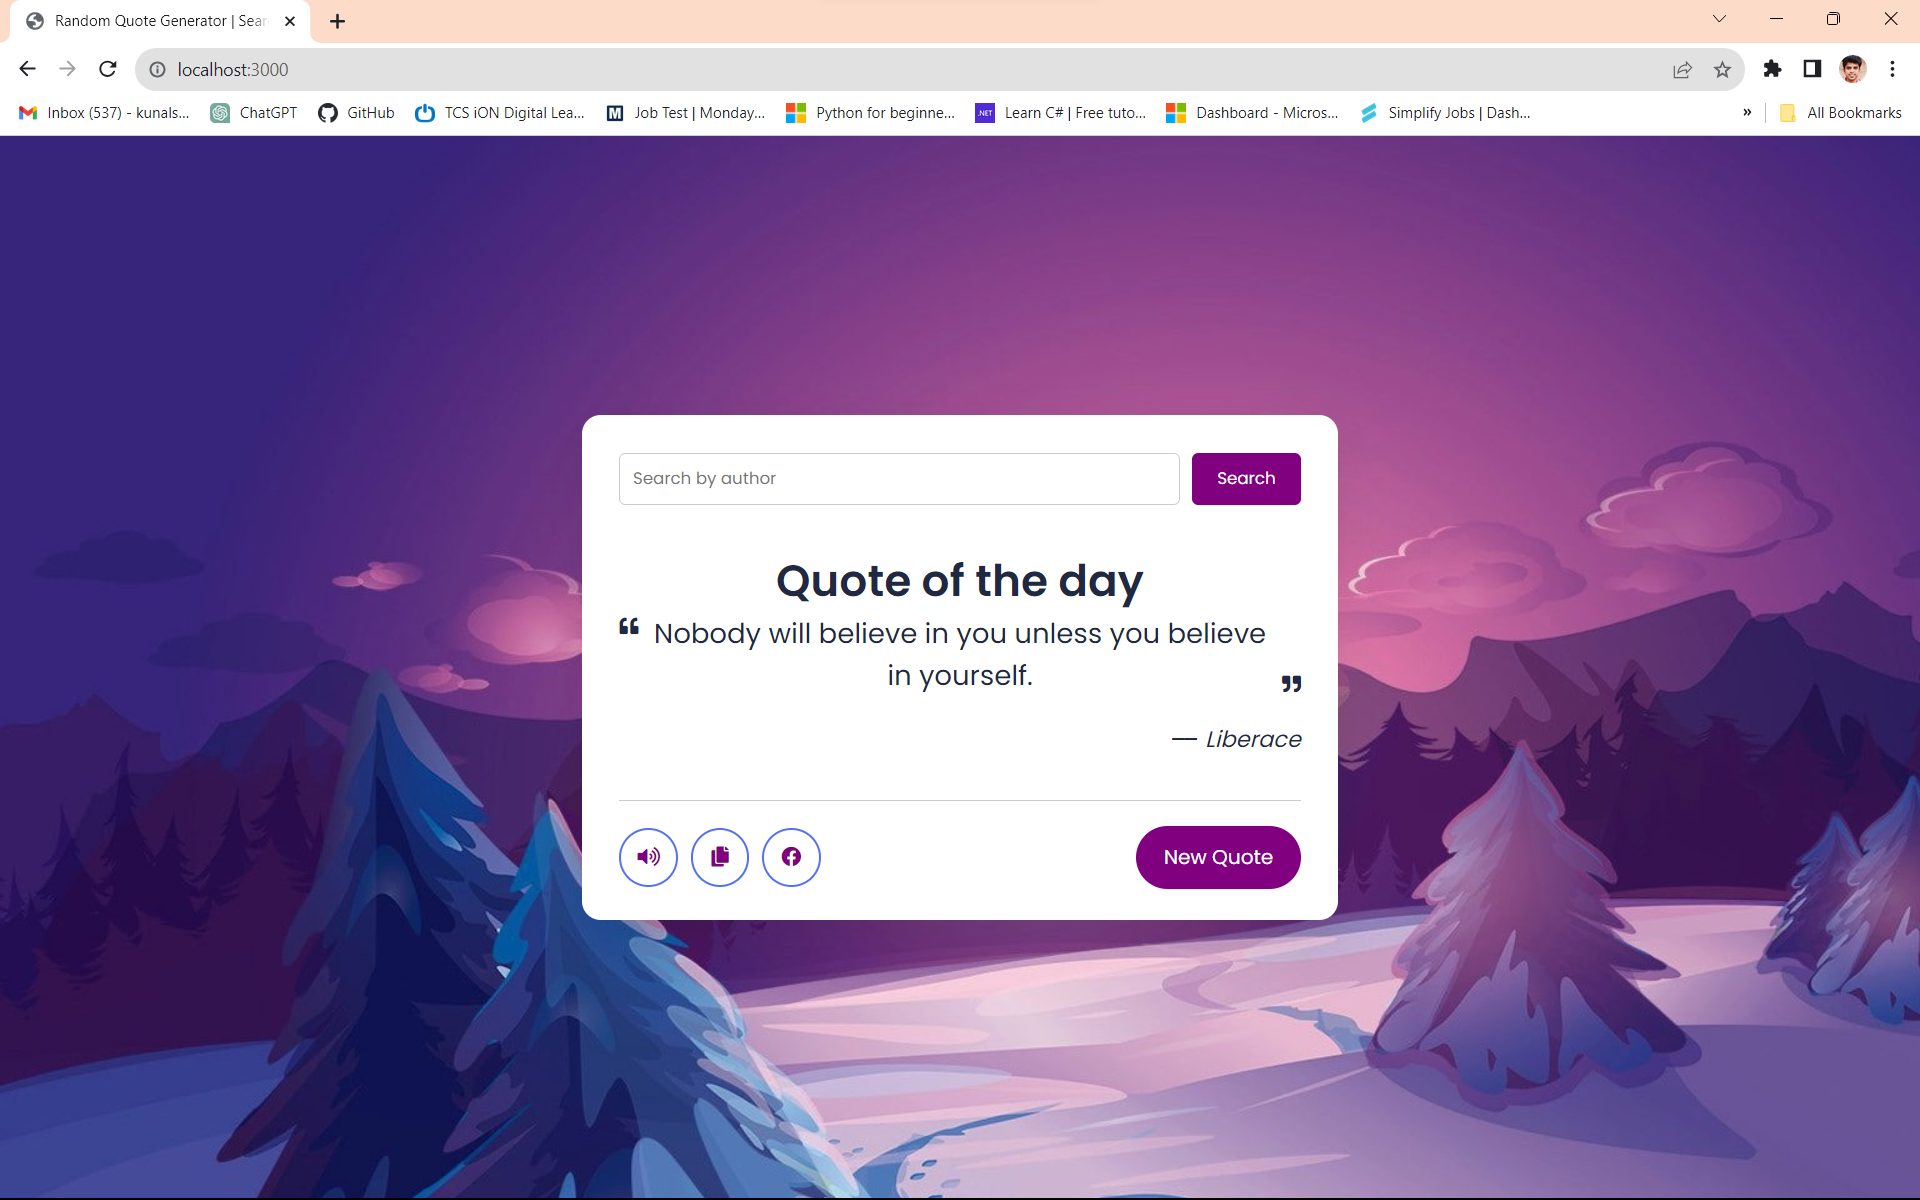 Random Quote Generator | Sear
localhost:3000
Inbox (537) - kunals...
ChatGPT
GitHub
TCS iON Digital Lea...
M
Job Test | Monday...
Python for beginne...
.NET
Learn C# | Free tuto...
Dashboard - Micros...
Simplify Jobs | Dash...
»
All Bookmarks
Search by author
Search
Quote of the day
“ Nobody will believe in you unless you believe
in yourself. ”
— Liberace
New Quote